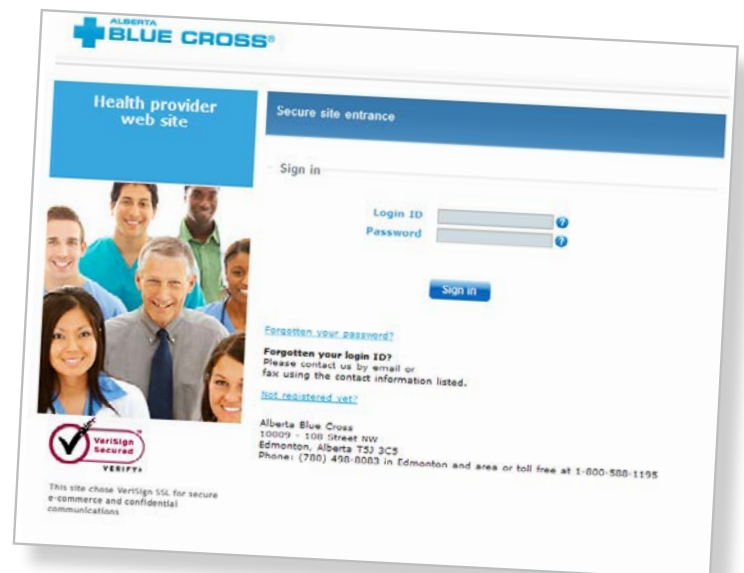 ALBERTA
BLUE CROSS®
Health provider
web site
Secure site entrance
Sign in
Login ID
?
Password
?
Sign in
Forgotten your password?
Forgotten your login ID?
Please contact us by email or
fax using the contact information listed.
Not registered yet?
Alberta Blue Cross
10009 - 108 Street NW
Edmonton, Alberta T5J 3C5
Phone: (780) 498-8083 in Edmonton and area or toll free at 1-800-588-1195
VeriSign
Secured
VERIFY›
This site chose VeriSign SSL for secure
e-commerce and confidential
communications